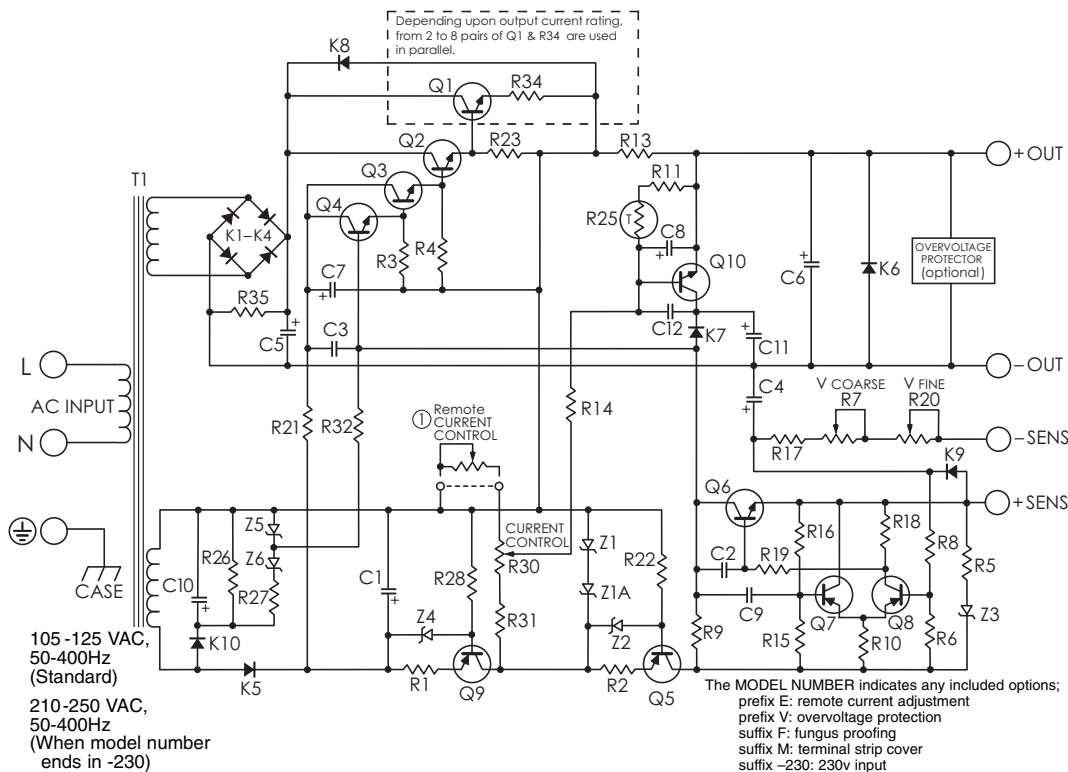 Depending upon output current rating,
from 2 to 8 pairs of Q1 & R34 are used
in parallel.
K8
Q1
R34
Q2
R23
R13
+ OUT
T1
Q3
R11
Q4
R25
T
C8
K1–K4
R3
R4
Q10
C6
K6
OVERVOLTAGE
PROTECTOR
(optional)
R35
C7
C5
C3
C12
K7
C11
– OUT
L
AC INPUT
N
C4
V COARSE
R7
V FINE
R20
R14
R21
R32
1
Remote
CURRENT
CONTROL
R17
– SENS
K9
Q6
+ SENS
CASE
Z5
Z6
R26
R27
C10
K10
K5
C1
R28
Z4
CURRENT
CONTROL
R30
R31
Z1
Z1A
R22
Z2
C2
R19
R16
R18
R8
R5
C9
Q7
Q8
Z3
R9
R15
R10
R6
R1
Q9
R2
Q5
105 -125 VAC,
50-400Hz
(Standard)
210-250 VAC,
50-400Hz
(When model number
ends in -230)
The MODEL NUMBER indicates any included options;
prefix E: remote current adjustment
prefix V: overvoltage protection
suffix F: fungus proofing
suffix M: terminal strip cover
suffix –230: 230v input
+
+
+
+
+
+
+
+